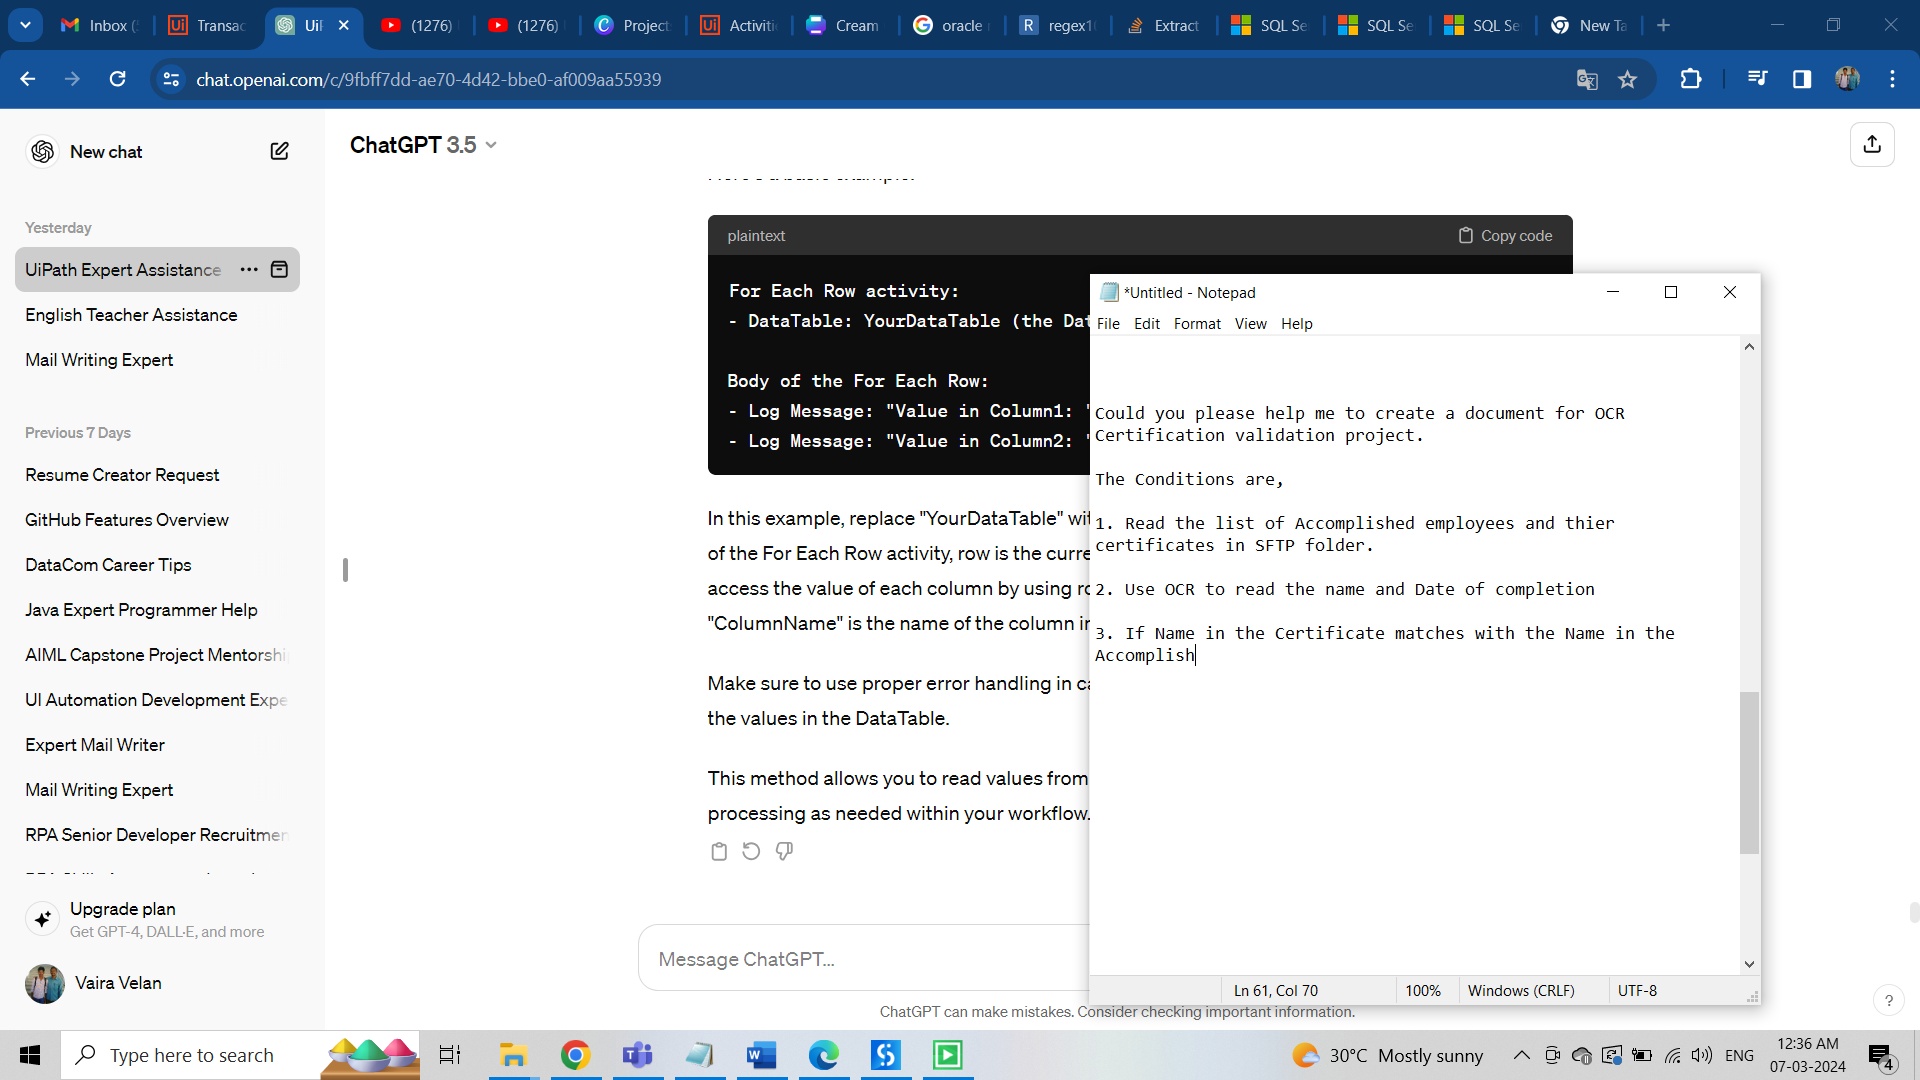 Inbox (
Transac
Ui
(1276)
(1276)
Project
Activiti
Cream
oracle
regex1
Extract
SQL Se
SQL Se
SQL Se
New Ta
chat.openai.com/c/9fbff7dd-ae70-4d42-bbe0-af009aa55939
New chat
ChatGPT 3.5
Yesterday
UiPath Expert Assistance
English Teacher Assistance
Mail Writing Expert
Previous 7 Days
Resume Creator Request
GitHub Features Overview
DataCom Career Tips
Java Expert Programmer Help
AIML Capstone Project Mentorshi
UI Automation Development Expe
Expert Mail Writer
Mail Writing Expert
RPA Senior Developer Recruitmen
Upgrade plan
Get GPT-4, DALL·E, and more
Vaira Velan
plaintext
Copy code
For Each Row activity:
- DataTable: YourDataTable (the Dat
Body of the For Each Row:
- Log Message: "Value in Column1: "
- Log Message: "Value in Column2: "
In this example, replace "YourDataTable" wit
of the For Each Row activity, row is the curre
access the value of each column by using ro
"ColumnName" is the name of the column in
Make sure to use proper error handling in ca
the values in the DataTable.
This method allows you to read values from
processing as needed within your workflow.
Message ChatGPT...
ChatGPT can make mistakes. Consider checking important information.
?
*Untitled - Notepad
File Edit Format View Help
Could you please help me to create a document for OCR
Certification validation project.
The Conditions are,
1. Read the list of Accomplished employees and thier
certificates in SFTP folder.
2. Use OCR to read the name and Date of completion
3. If Name in the Certificate matches with the Name in the
Accomplish
Ln 61, Col 70
100%
Windows (CRLF)
UTF-8
Type here to search
30°C Mostly sunny
ENG
12:36 AM
07-03-2024
4